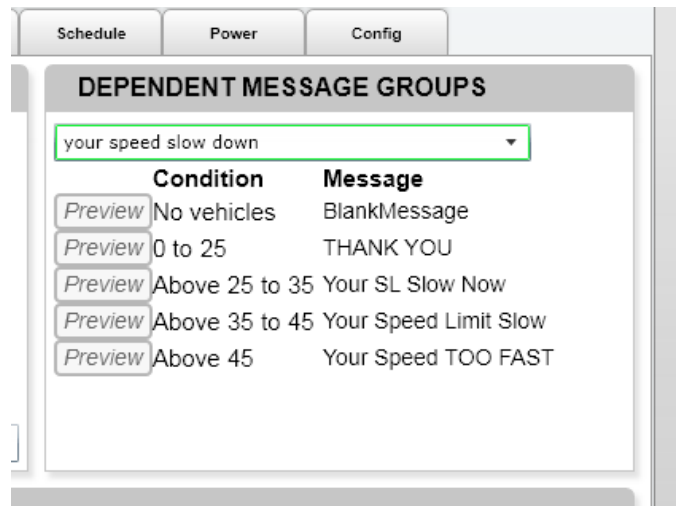 Schedule Power Config
DEPENDENT MESSAGE GROUPS
your speed slow down
Condition Message
Preview No vehicles BlankMessage
Preview 0 to 25 THANK YOU
Preview Above 25 to 35 Your SL Slow Now
Preview Above 35 to 45 Your Speed Limit Slow
Preview Above 45 Your Speed TOO FAST